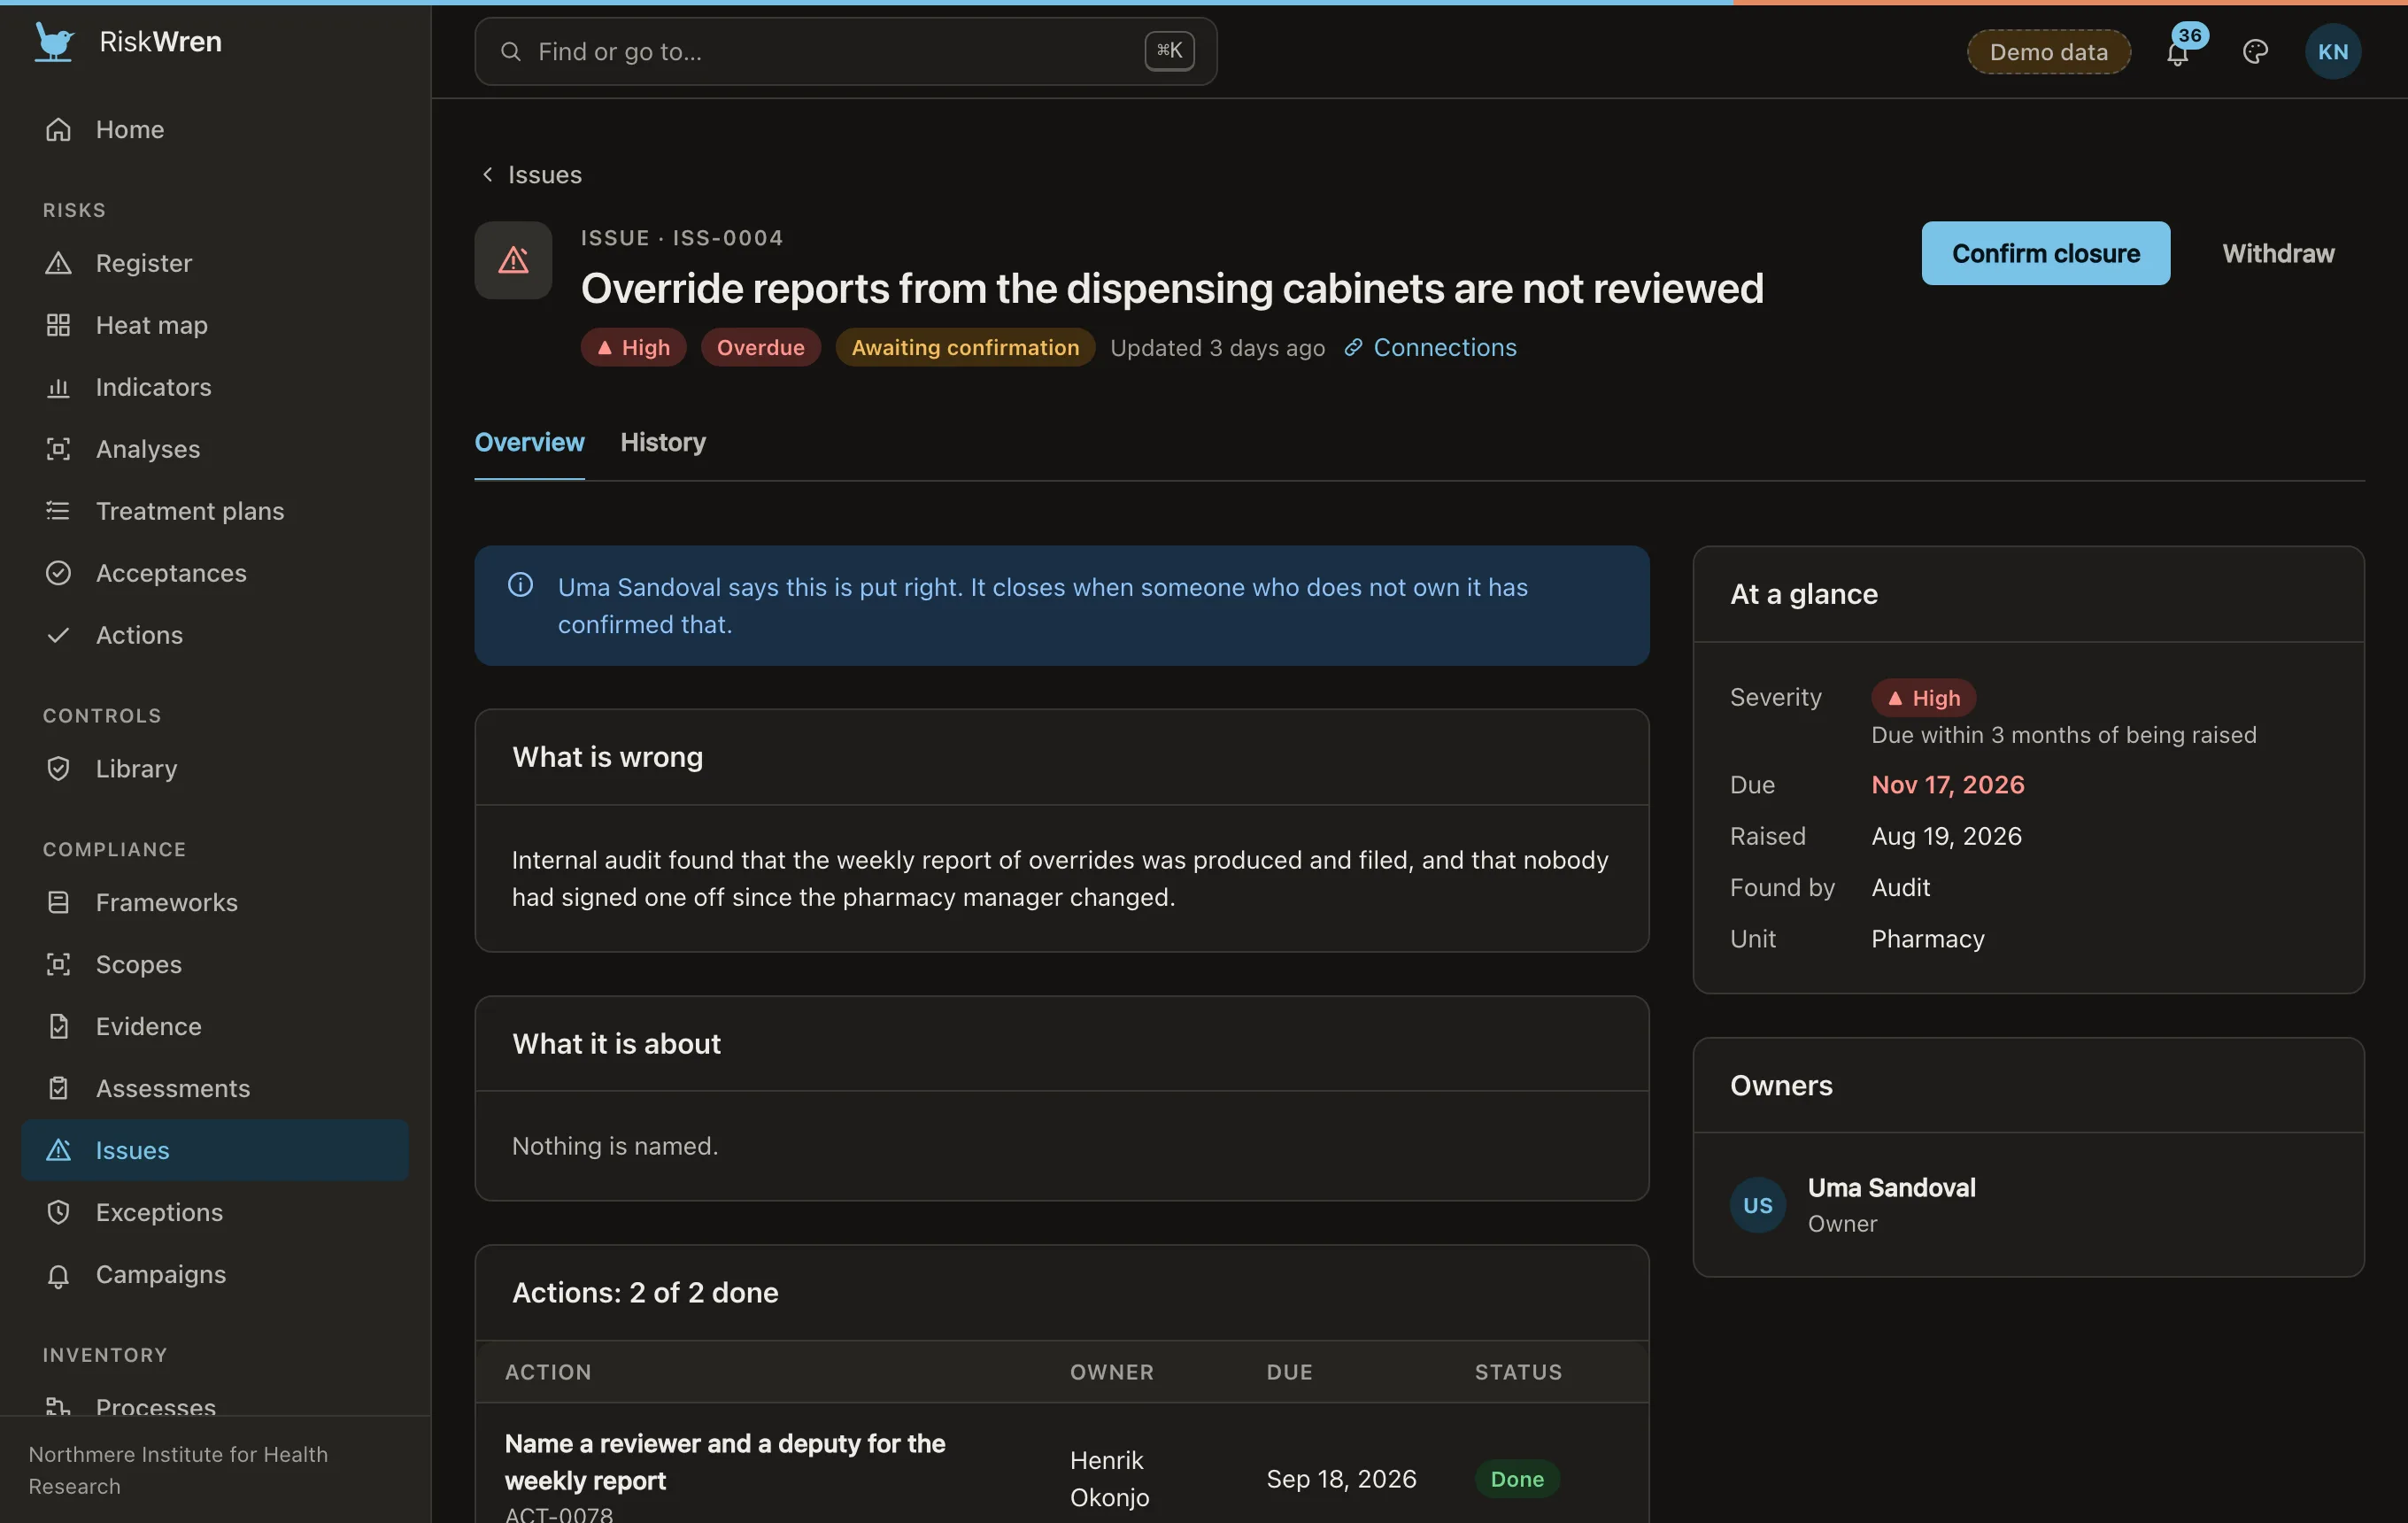 RiskWren
Find or go to...
⌘K
Demo data
36
KN
Home
RISKS
Register
Heat map
Indicators
Analyses
Treatment plans
Acceptances
Actions
CONTROLS
Library
COMPLIANCE
Frameworks
Scopes
Evidence
Assessments
Issues
Exceptions
Campaigns
INVENTORY
Processes
Northmere Institute for Health
Research
Issues
ISSUE · ISS-0004
Override reports from the dispensing cabinets are not reviewed
High
Overdue
Awaiting confirmation
Updated 3 days ago
Connections
Confirm closure
Withdraw
Overview
History
Uma Sandoval says this is put right. It closes when someone who does not own it has
confirmed that.
What is wrong
Internal audit found that the weekly report of overrides was produced and filed, and that nobody
had signed one off since the pharmacy manager changed.
What it is about
Nothing is named.
Actions: 2 of 2 done
ACTION OWNER DUE STATUS
Name a reviewer and a deputy for the
weekly report
ACT-0078
Henrik
Okonjo
Sep 18, 2026
Done
At a glance
Severity
High
Due within 3 months of being raised
Due Nov 17, 2026
Raised Aug 19, 2026
Found by Audit
Unit Pharmacy
Owners
US
Uma Sandoval
Owner